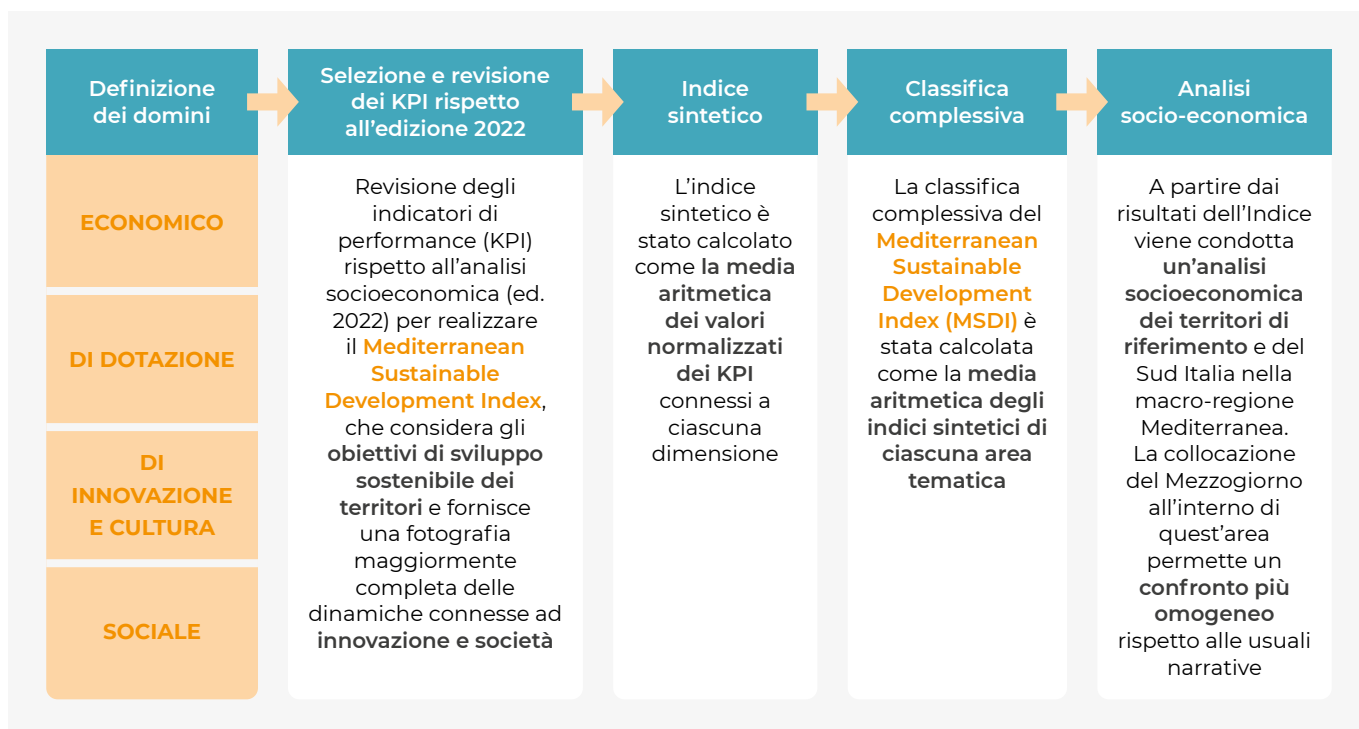 Definizione
dei domini
Selezione e revisione
dei KPI rispetto
all’edizione 2022
Indice
sintetico
Classifica
complessiva
Analisi
socio-economica
ECONOMICO
DI DOTAZIONE
DI
INNOVAZIONE
E CULTURA
SOCIALE
Revisione degli
indicatori di
performance (KPI)
rispetto all’analisi
socioeconomica (ed.
2022) per realizzare
il Mediterranean
Sustainable
Development Index,
che considera gli
obiettivi di sviluppo
sostenibile dei
territori e fornisce
una fotografia
maggiormente
completa delle
dinamiche connesse ad
innovazione e società
L’indice
sintetico è
stato calcolato
come la media
aritmetica
dei valori
normalizzati
dei KPI
connessi a
ciascuna
dimensione
La classifica
complessiva del
Mediterranean
Sustainable
Development
Index (MSDI) è
stata calcolata
come la media
aritmetica degli
indici sintetici di
ciascuna area
tematica
A partire dai
risultati dell’Indice
viene condotta
un’analisi
socioeconomica
dei territori di
riferimento e del
Sud Italia nella
macro-regione
Mediterranea.
La collocazione
del Mezzogiorno
all’interno di
quest’area
permette un
confronto più
omogeneo
rispetto alle usuali
narrative